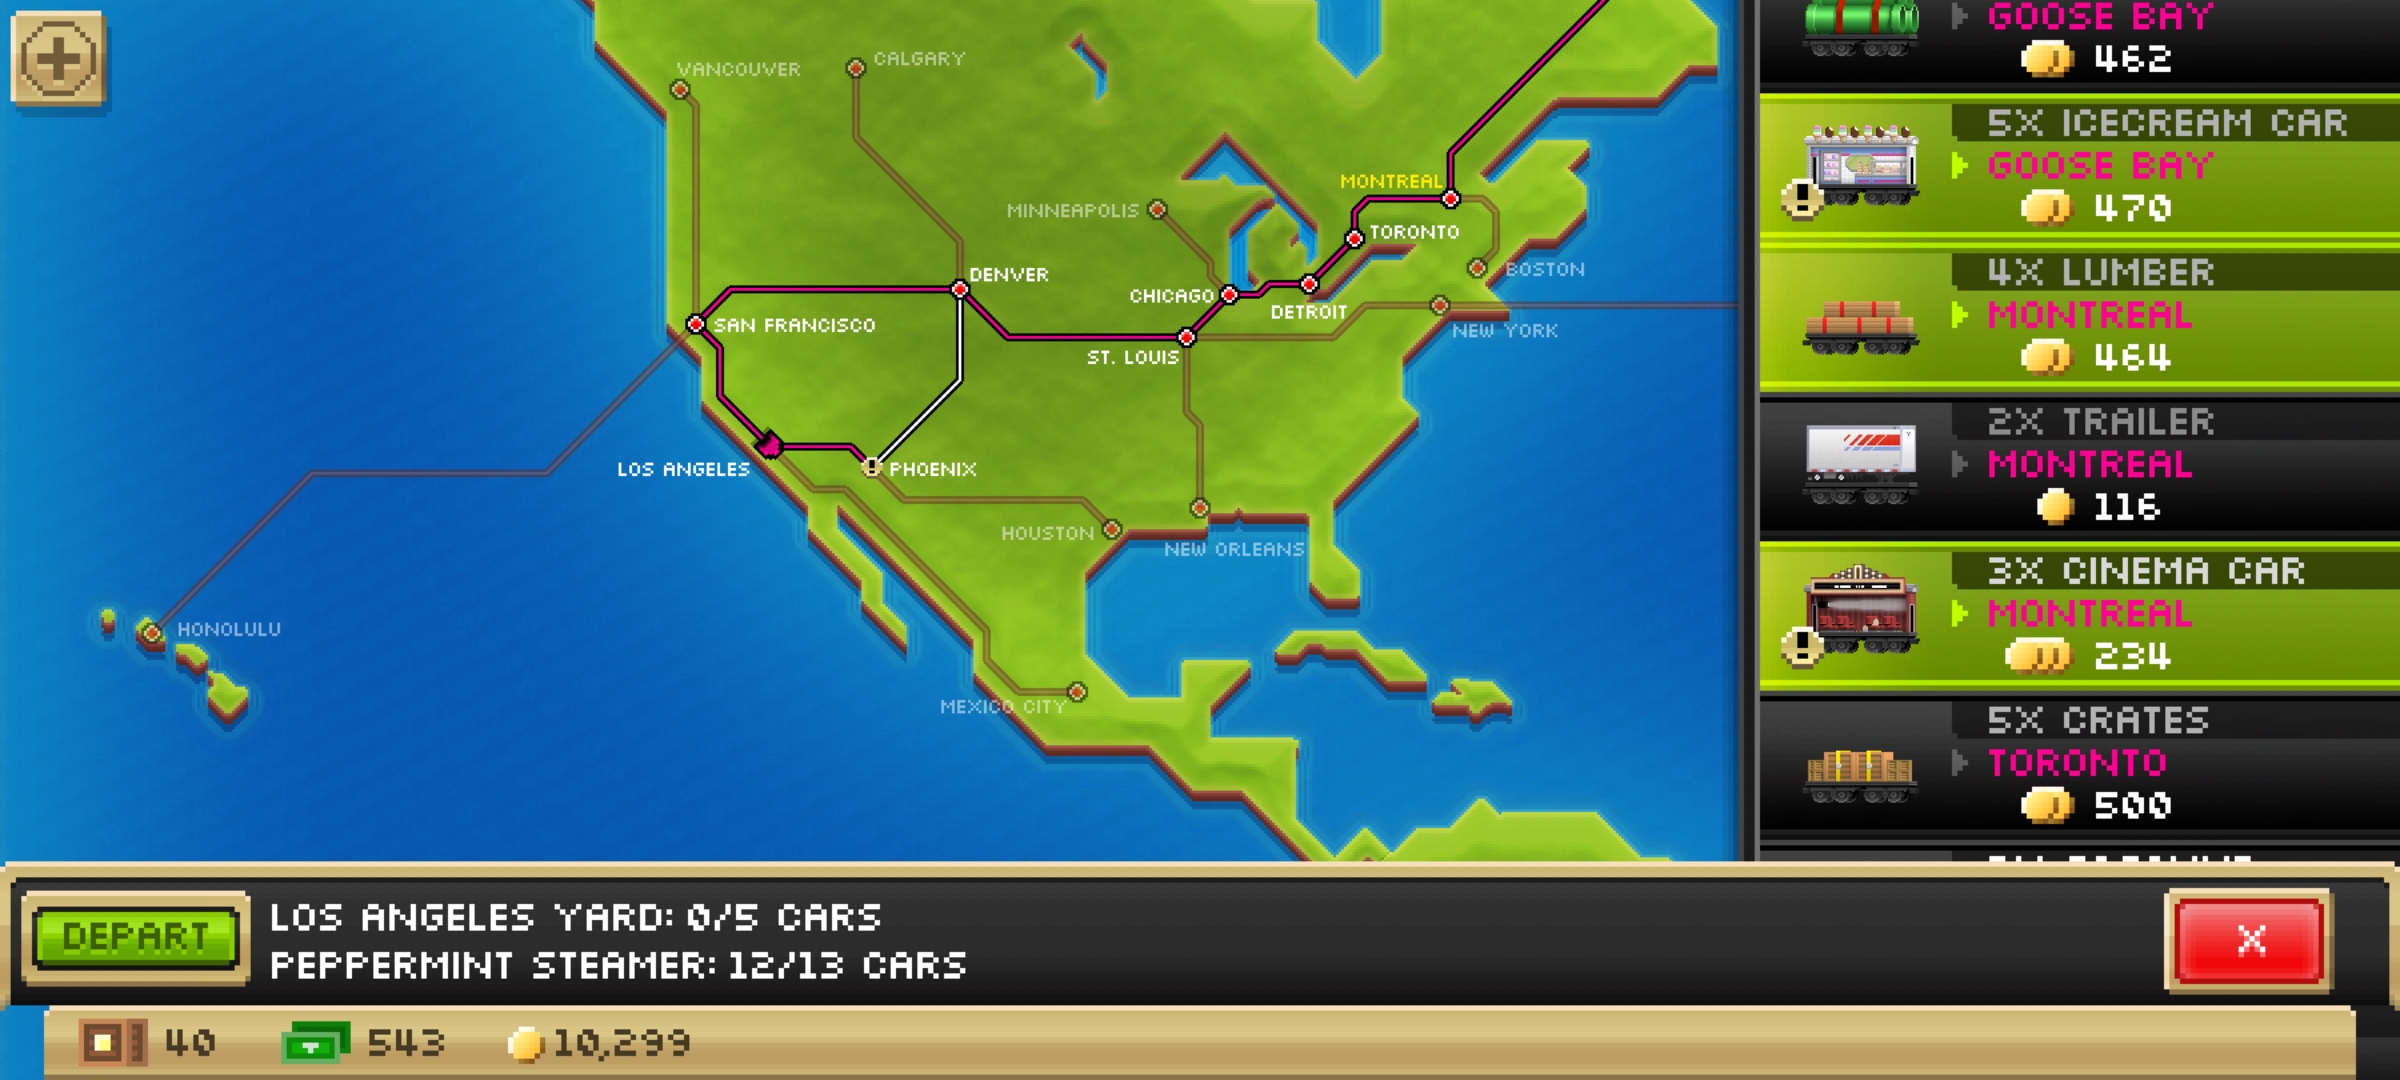 VANCOUVER
CALGARY
MINNEAPOLIS
MONTREAL
TORONTO
BOSTON
DENVER
CHICAGO
DETROIT
NEW YORK
SAN FRANCISCO
ST. LOUIS
LOS ANGELES
PHOENIX
HOUSTON
NEW ORLEANS
HONOLULU
MEXICO CITY
GOOSE BAY
462
5X ICECREAM CAR
GOOSE BAY
470
4X LUMBER
MONTREAL
464
2X TRAILER
MONTREAL
116
3X CINEMA CAR
MONTREAL
234
5X CRATES
TORONTO
500
DEPART
LOS ANGELES YARD: 0/5 CARS
PEPPERMINT STEAMER: 12/13 CARS
X
40
543
10,299